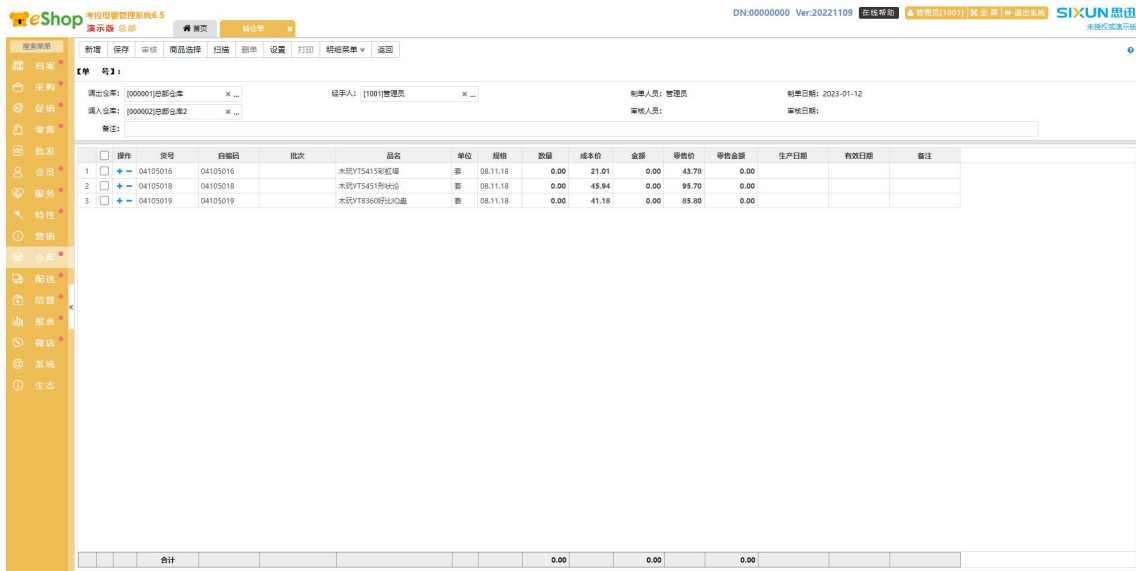 eShop 考拉母婴管理系统6.5
演示版 总部
首页
转仓单
DN:00000000 Ver:20221109 在线帮助 管理员[1001] 全屏 退出系统
SIXUN思迅
未授权或演示版
搜索菜单
新增 保存 审核 商品选择 扫描 删单 设置 打印 明细菜单 返回
档案
采购
促销
零售
批发
会员
服务
特性
营销
仓库
配送
结算
报表
微店
系统
生态
【单 号】:
调出仓库: [000001]总部仓库 ...
经手人: [1001]管理员 ...
制单人员: 管理员
制单日期: 2023-01-12
调入仓库: [000002]总部仓库2 ...
审核人员:
审核日期:
备注:
操作 货号 自编码 批次 品名 单位 规格 数量 成本价 金额 零售价 零售金额 生产日期 有效日期 备注
1 04105016 04105016 木玩YT5415彩虹塔 套 08.11.18 0.00 21.01 0.00 43.78 0.00
2 04105018 04105018 木玩YT5451形状沦 套 08.11.18 0.00 45.94 0.00 95.70 0.00
3 04105019 04105019 木玩YT8360好比IQ盘 套 08.11.18 0.00 41.18 0.00 85.80 0.00
合计 0.00 0.00 0.00